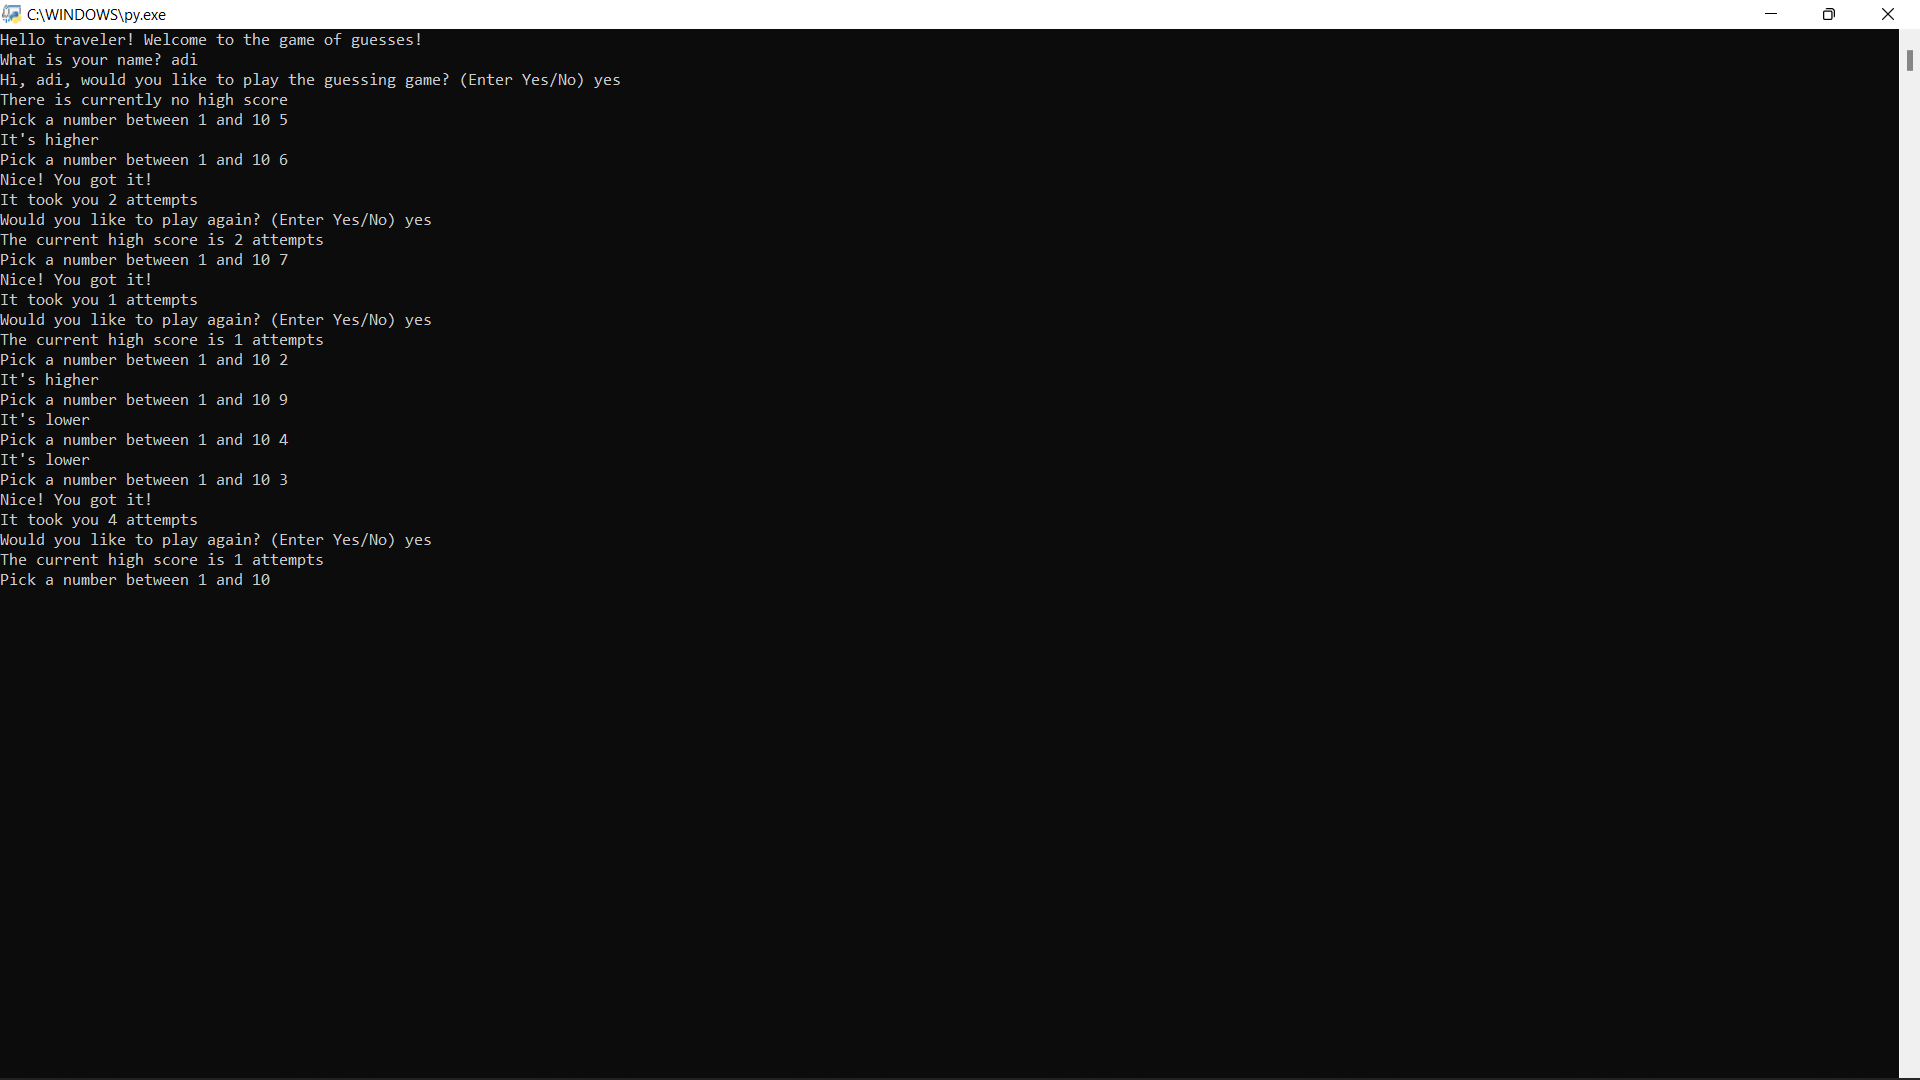 C:\WINDOWS\py.exe
Hello traveler! Welcome to the game of guesses!
What is your name? adi
Hi, adi, would you like to play the guessing game? (Enter Yes/No) yes
There is currently no high score
Pick a number between 1 and 10 5
It's higher
Pick a number between 1 and 10 6
Nice! You got it!
It took you 2 attempts
Would you like to play again? (Enter Yes/No) yes
The current high score is 2 attempts
Pick a number between 1 and 10 7
Nice! You got it!
It took you 1 attempts
Would you like to play again? (Enter Yes/No) yes
The current high score is 1 attempts
Pick a number between 1 and 10 2
It's higher
Pick a number between 1 and 10 9
It's lower
Pick a number between 1 and 10 4
It's lower
Pick a number between 1 and 10 3
Nice! You got it!
It took you 4 attempts
Would you like to play again? (Enter Yes/No) yes
The current high score is 1 attempts
Pick a number between 1 and 10